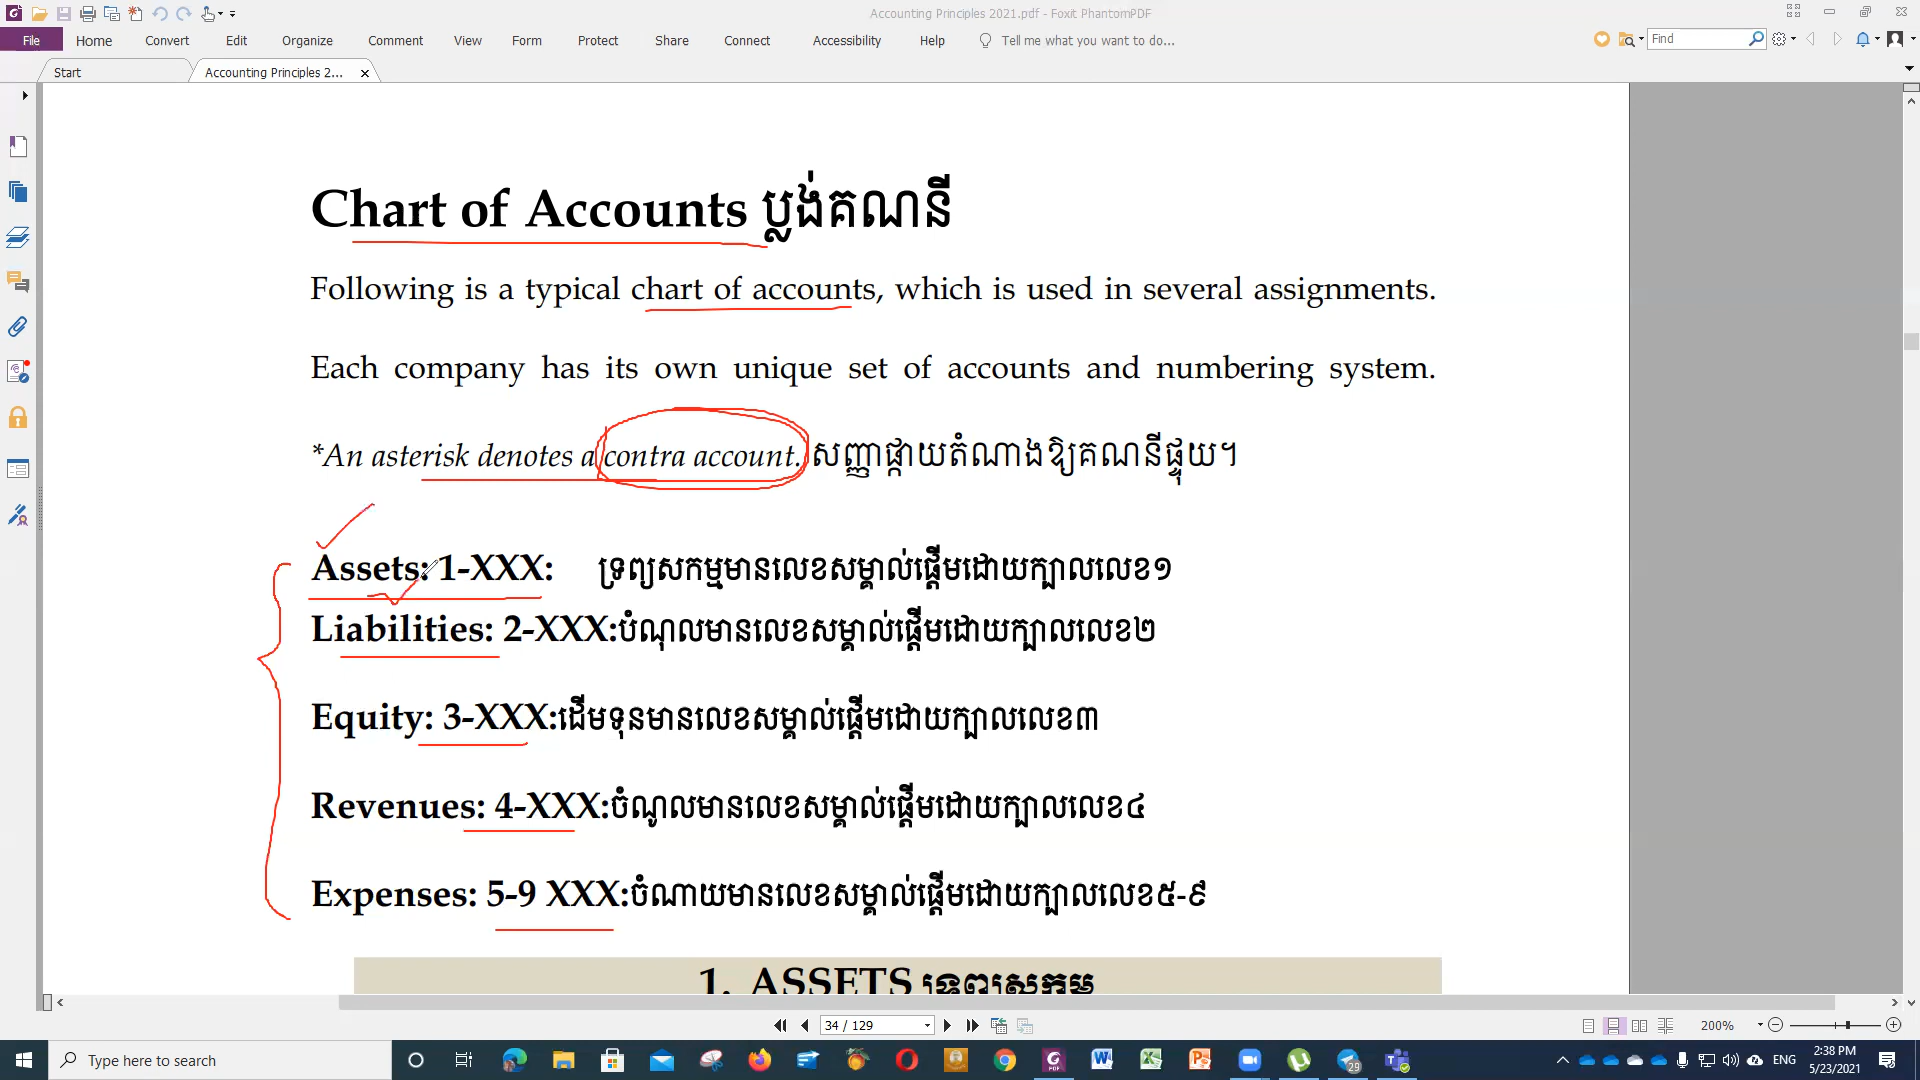 Accounting Principles 2021.pdf - Foxit PhantomPDF
File Home Convert Edit Organize Comment View Form Protect Share Connect Accessibility Help Tell me what you want to do... Find
Start Accounting Principles 2...
Chart of Accounts ប្លង់គណនី
Following is a typical chart of accounts, which is used in several assignments.
Each company has its own unique set of accounts and numbering system.
*An asterisk denotes a contra account. សញ្ញាផ្កាយតំណាងឱ្យគណនីផ្ទុយ។
Assets: 1-XXX: ទ្រព្យសកម្មមានលេខសម្គាល់ផ្តើមដោយក្បាលលេខ១
Liabilities: 2-XXX:បំណុលមានលេខសម្គាល់ផ្តើមដោយក្បាលលេខ២
Equity: 3-XXX:ដើមទុនមានលេខសម្គាល់ផ្តើមដោយក្បាលលេខ៣
Revenues: 4-XXX:ចំណូលមានលេខសម្គាល់ផ្តើមដោយក្បាលលេខ៤
Expenses: 5-9 XXX:ចំណាយមានលេខសម្គាល់ផ្តើមដោយក្បាលលេខ៥-៩
1. ASSETS ទ្រព្យសកម្ម
34 / 129 200%
Type here to search 29 ENG 2:38 PM
5/23/2021